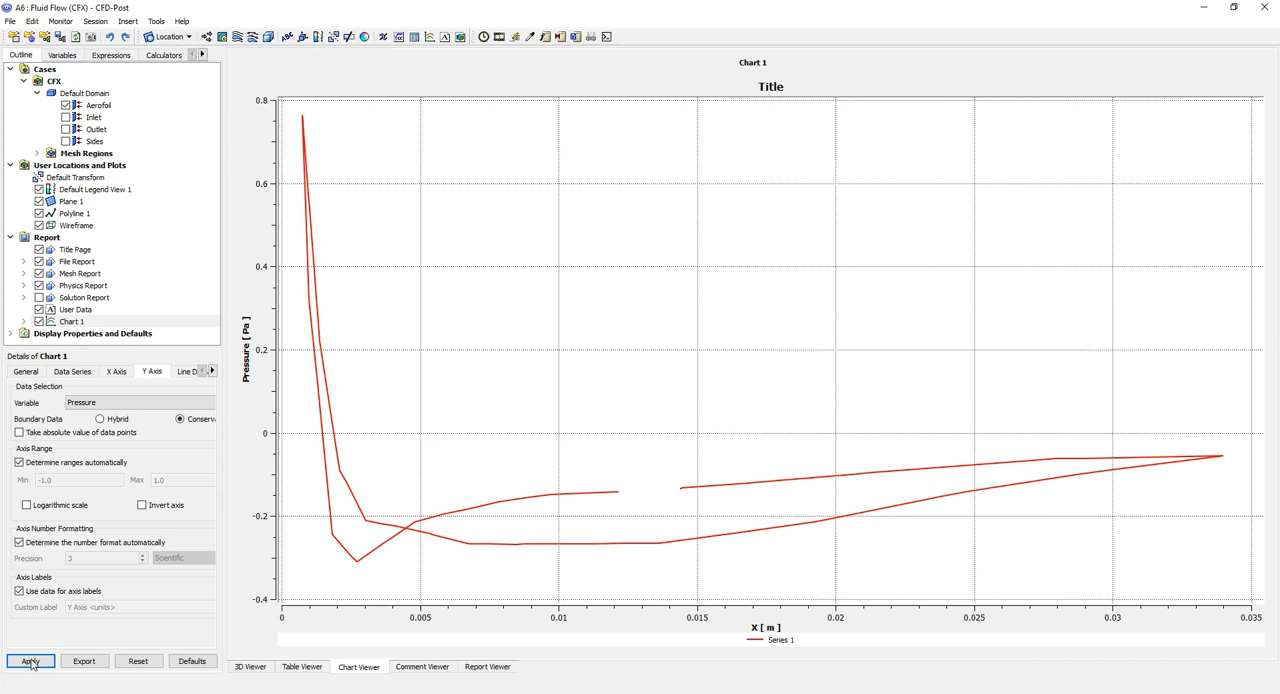 A6 : Fluid Flow (CFX) - CFD-Post
File Edit Monitor Session Insert Tools Help
Location
Outline Variables Expressions Calculators
Cases
CFX
Default Domain
Aerofoil
Inlet
Outlet
Sides
Mesh Regions
User Locations and Plots
Default Transform
Default Legend View 1
Plane 1
Polyline 1
Wireframe
Report
Title Page
File Report
Mesh Report
Physics Report
Solution Report
User Data
Chart 1
Display Properties and Defaults
Details of Chart 1
General Data Series X Axis Y Axis Line D
Data Selection
Variable Pressure
Boundary Data Hybrid Conserva
Take absolute value of data points
Axis Range
Determine ranges automatically
Min -1.0 Max 1.0
Logarithmic scale Invert axis
Axis Number Formatting
Determine the number format automatically
Precision 3 Scientific
Axis Labels
Use data for axis labels
Custom Label Y Axis <units>
Apply Export Reset Defaults
Chart 1
Title
0.8
0.6
0.4
0.2
0
-0.2
-0.4
Pressure [ Pa ]
0 0.005 0.01 0.015 0.02 0.025 0.03 0.035
X [ m ]
Series 1
3D Viewer Table Viewer Chart Viewer Comment Viewer Report Viewer